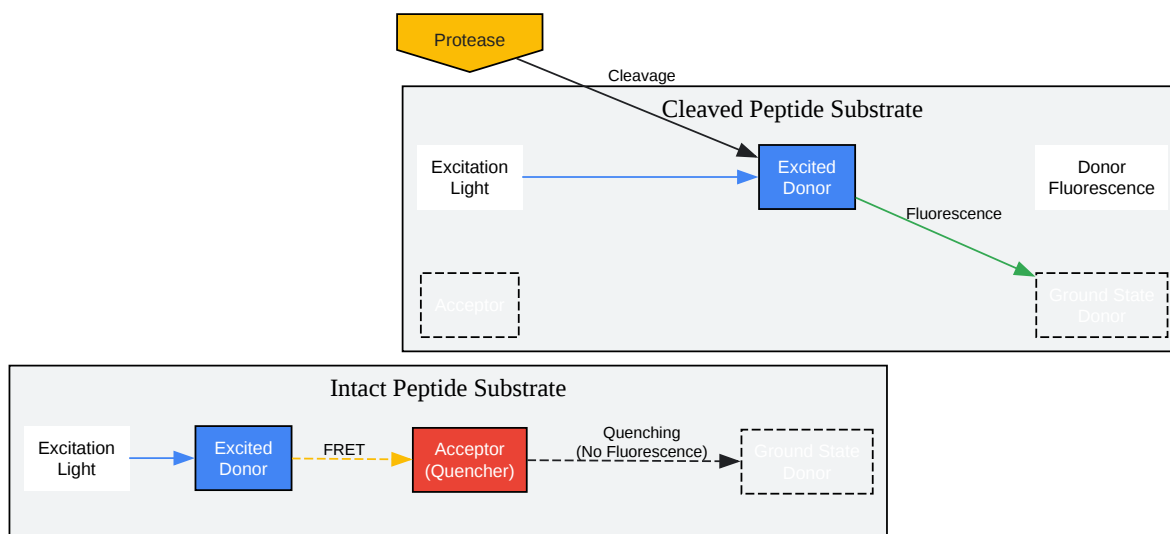 Protease
Cleavage
Cleaved Peptide Substrate
Excitation
Light
Excited
Donor
Donor
Fluorescence
Fluorescence
Acceptor
Ground State
Donor
Intact Peptide Substrate
Excitation
Light
Excited
Donor
FRET
Acceptor
(Quencher)
Quenching
(No Fluorescence)
Ground State
Donor